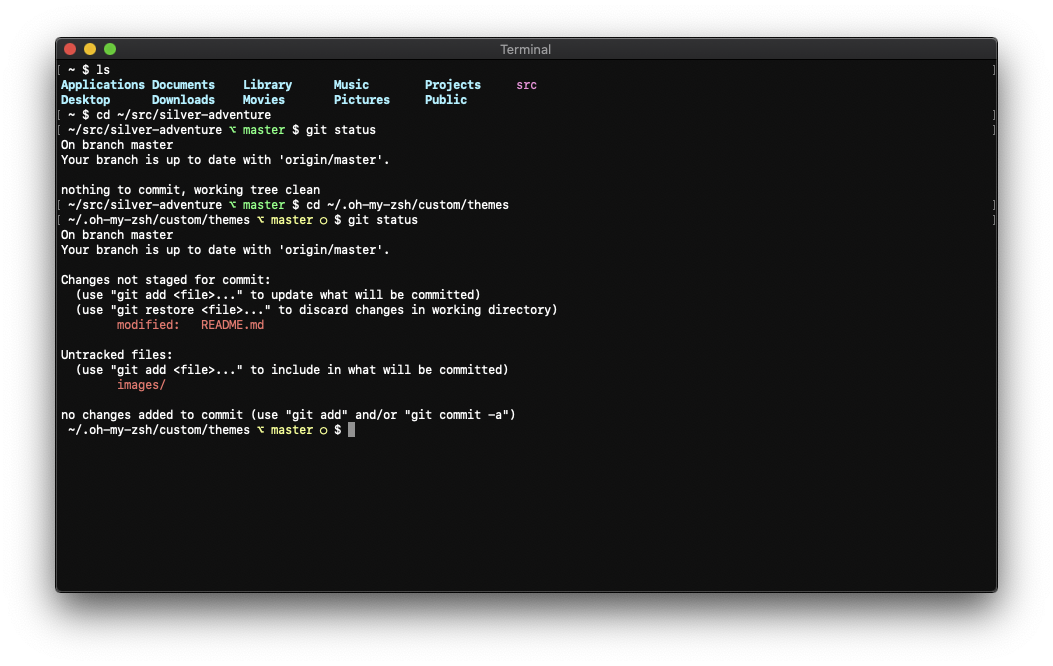 Terminal
[ ~ $ ls ]
Applications Documents Library Music Projects src
Desktop Downloads Movies Pictures Public
[ ~ $ cd ~/src/silver-adventure ]
[ ~/src/silver-adventure ⌥ master $ git status ]
On branch master
Your branch is up to date with 'origin/master'.
nothing to commit, working tree clean
[ ~/src/silver-adventure ⌥ master $ cd ~/.oh-my-zsh/custom/themes ]
[ ~/.oh-my-zsh/custom/themes ⌥ master ○ $ git status ]
On branch master
Your branch is up to date with 'origin/master'.
Changes not staged for commit:
(use "git add <file>..." to update what will be committed)
(use "git restore <file>..." to discard changes in working directory)
modified: README.md
Untracked files:
(use "git add <file>..." to include in what will be committed)
images/
no changes added to commit (use "git add" and/or "git commit -a")
~/.oh-my-zsh/custom/themes ⌥ master ○ $